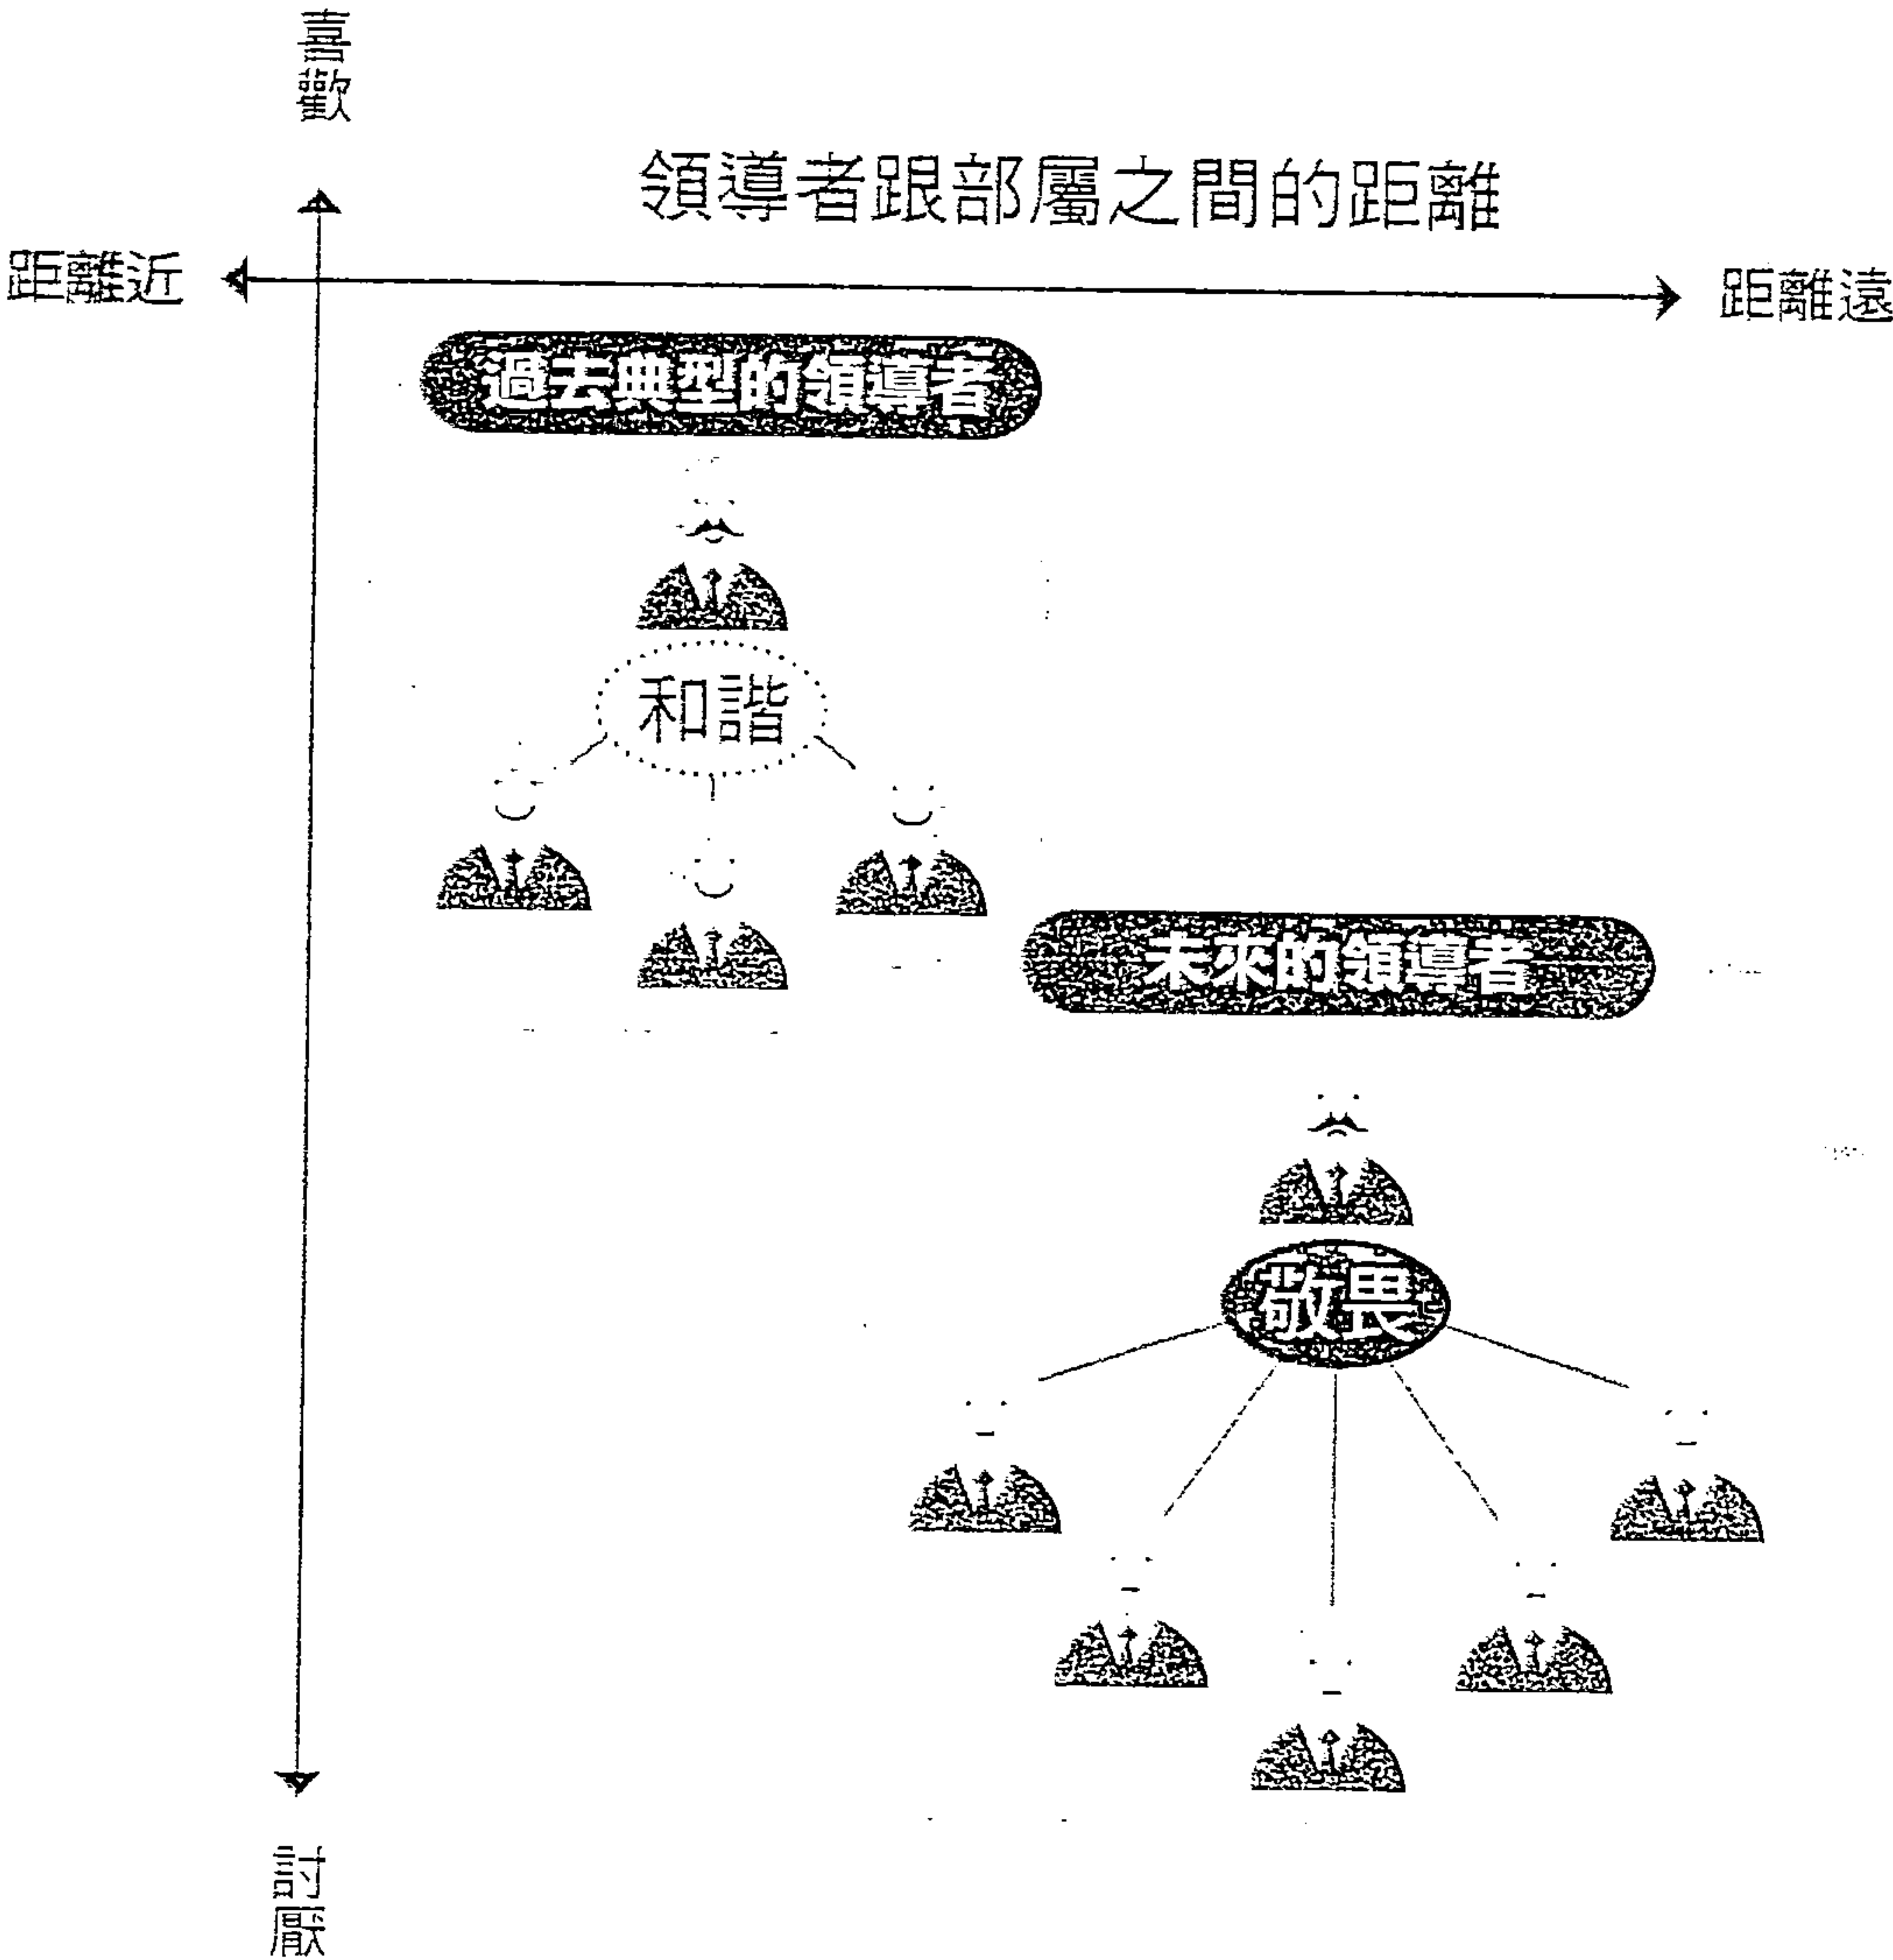 喜歡
領導者跟部屬之間的距離
距離近
距離遠
過去典型的領導者
和諧
未來的領導者
敬畏
討厭